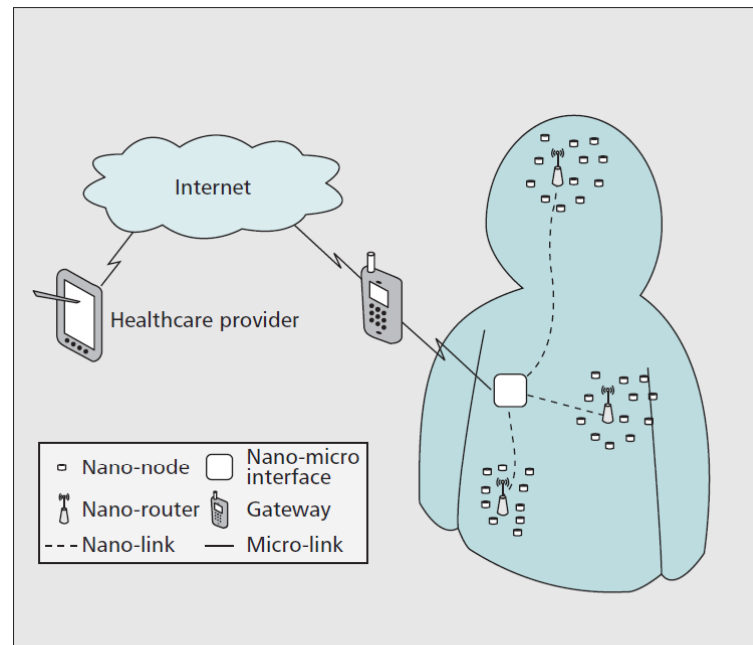 Internet
Healthcare provider
Nano-node
Nano-micro
interface
Nano-router
Gateway
Nano-link
Micro-link